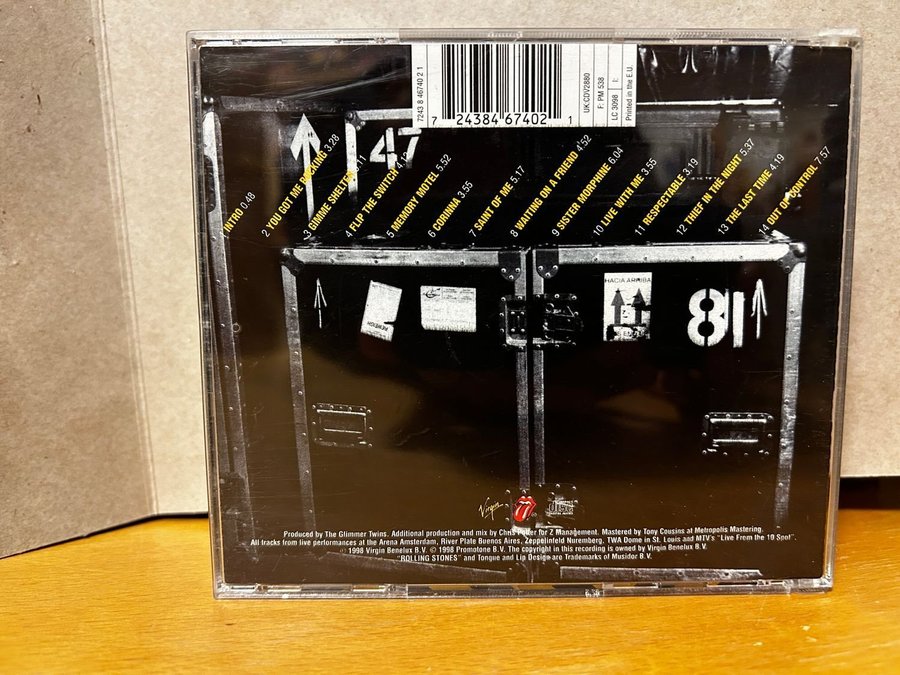 7243 8 46740 2 1
7 24384 67402 1
UK:CDV2880
F: PM 538
LC 3098 I:
Printed in the E.U.
47
1 INTRO 0.48
2 YOU GOT ME ROCKING 3.28
3 GIMME SHELTER
4 FLIP THE SWITCH 4.12
5 MEMORY MOTEL 5.52
6 CORINNA 3.55
7 SAINT OF ME 5.17
8 WAITING ON A FRIEND 4.52
9 SISTER MORPHINE 6.04
10 LIVE WITH ME 3.55
11 RESPECTABLE 3.19
12 THIEF IN THE NIGHT 5.37
13 THE LAST TIME 4.19
14 OUT OF CONTROL 7.57
HACIA ARRIBA
81
Virgin
Produced by The Glimmer Twins. Additional production and mix by Chris Potter for Z Management. Mastered by Tony Cousins at Metropolis Mastering.
All tracks from live performances at the Arena Amsterdam, River Plate Buenos Aires, Zeppelinfeld Nuremberg, TWA Dome in St. Louis and MTV's "Live From the 10 Spot".
℗ 1998 Virgin Benelux B.V. © 1998 Promotone B.V. The copyright in this recording is owned by Virgin Benelux B.V.
"ROLLING STONES" and Tongue and Lip Design are Trademarks of Musidor B.V.